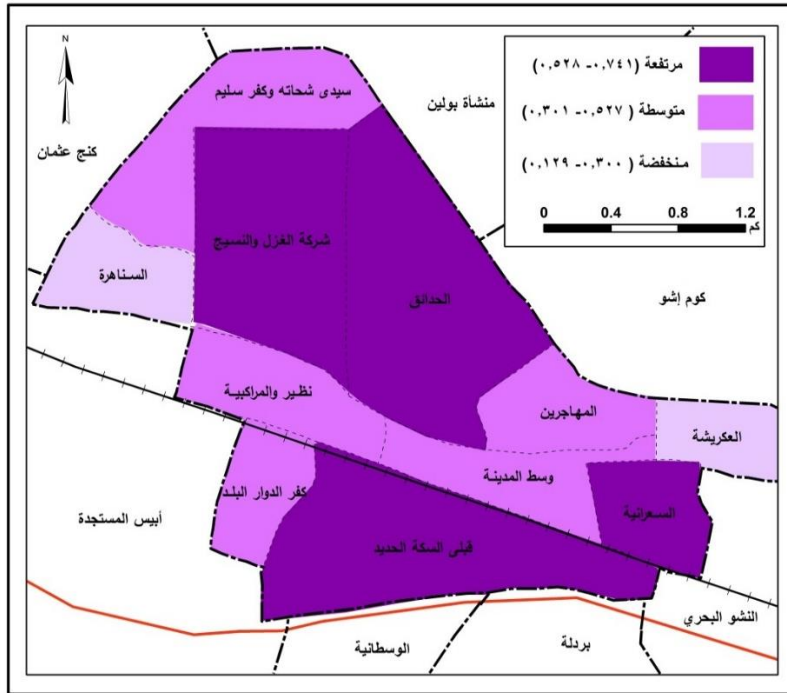 N
مرتفعة (٠,٧٤١ - ٠,٥٢٨)
متوسطة (٠,٥٢٧ - ٠,٣٠١)
منخفضة (٠,٣٠٠ - ٠,١٢٩)
0 0.4 0.8 1.2
كم
سيدى شحاته وكفر سليم
منشأة بولين
كنج عثمان
شركة الغزل والنسيج
السناهرة
الحدائق
كوم إشو
نظير والمراكبية
المهاجرين
العكريشة
وسط المدينة
كفر الدوار البلد
السعرانية
أبيس المستجدة
قبلى السكة الحديد
النشو البحري
بردلة
الوسطانية